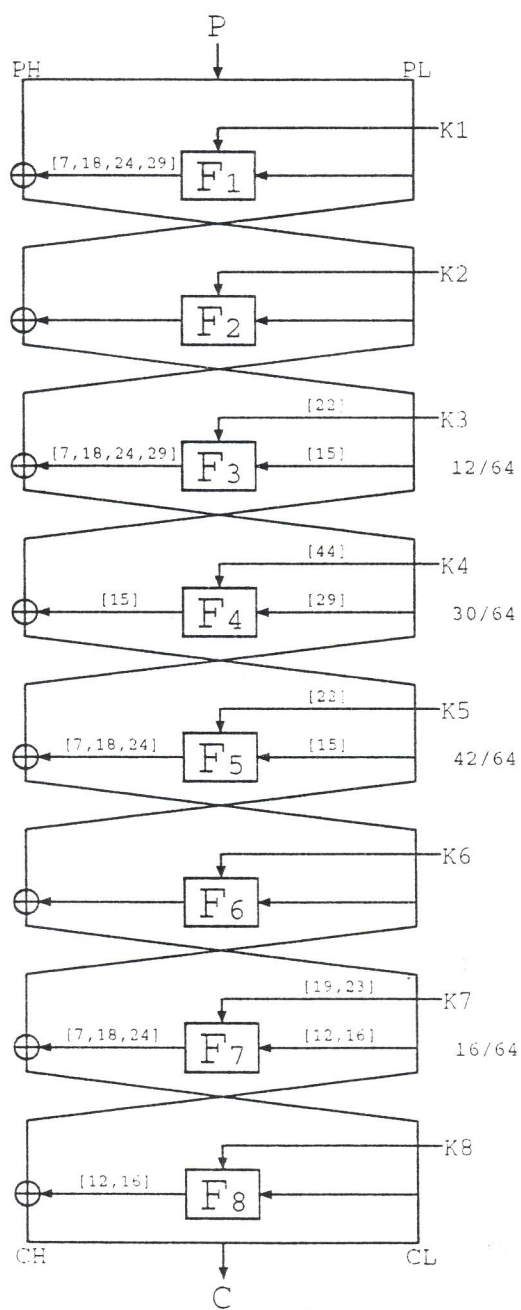 P
PH PL
K1
[7,18,24,29] F1
K2
F2
[22] K3
[7,18,24,29] F3 [15] 12/64
[44] K4
[15] F4 [29] 30/64
[22] K5
[7,18,24] F5 [15] 42/64
K6
F6
[19,23] K7
[7,18,24] F7 [12,16] 16/64
K8
[12,16] F8
CH CL
C